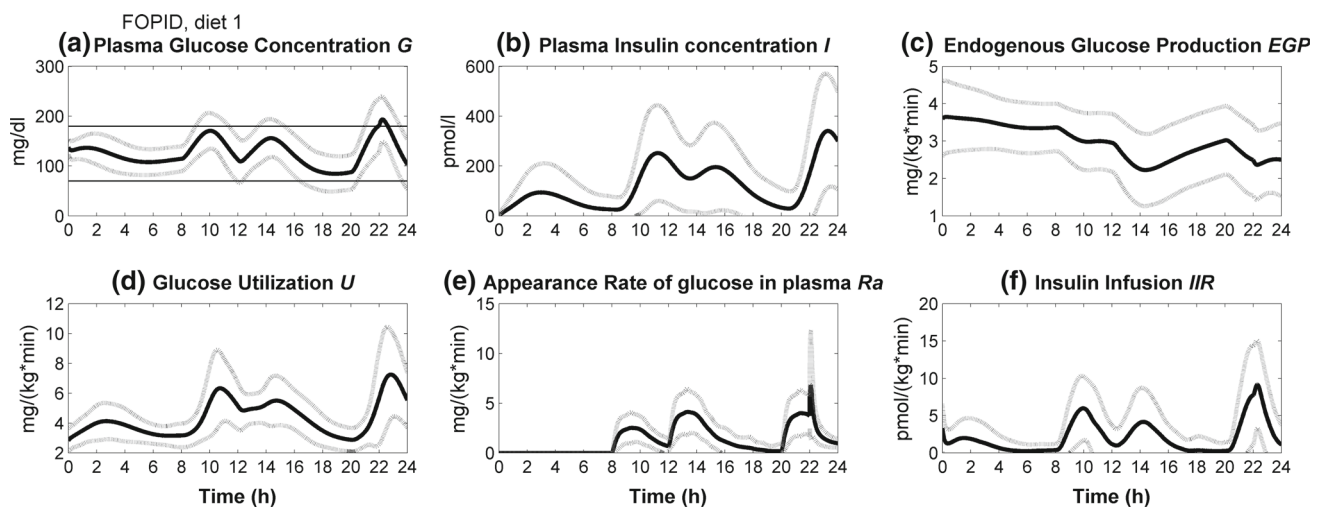 FOPID, diet 1
(a) Plasma Glucose Concentration G
300
200
100
0
mg/dl
0 2 4 6 8 10 12 14 16 18 20 22 24
(b) Plasma Insulin concentration I
600
400
200
0
pmol/l
0 2 4 6 8 10 12 14 16 18 20 22 24
(c) Endogenous Glucose Production EGP
5
4
3
2
1
mg/(kg*min)
0 2 4 6 8 10 12 14 16 18 20 22 24
(d) Glucose Utilization U
12
10
8
6
4
2
mg/(kg*min)
0 2 4 6 8 10 12 14 16 18 20 22 24
Time (h)
(e) Appearance Rate of glucose in plasma Ra
15
10
5
0
mg/(kg*min)
0 2 4 6 8 10 12 14 16 18 20 22 24
Time (h)
(f) Insulin Infusion IIR
20
15
10
5
0
pmol/(kg*min)
0 2 4 6 8 10 12 14 16 18 20 22 24
Time (h)